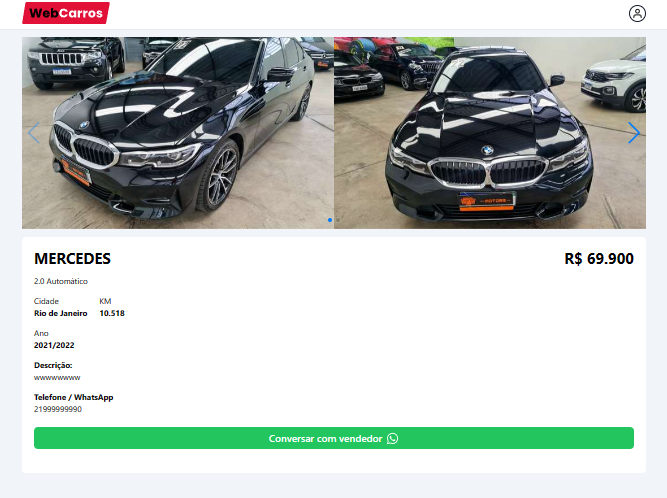 WebCarros
MERCEDES
R$ 69.900
2.0 Automático
Cidade KM
Rio de Janeiro 10.518
Ano
2021/2022
Descrição:
wwwwwwww
Telefone / WhatsApp
21999999990
Conversar com vendedor